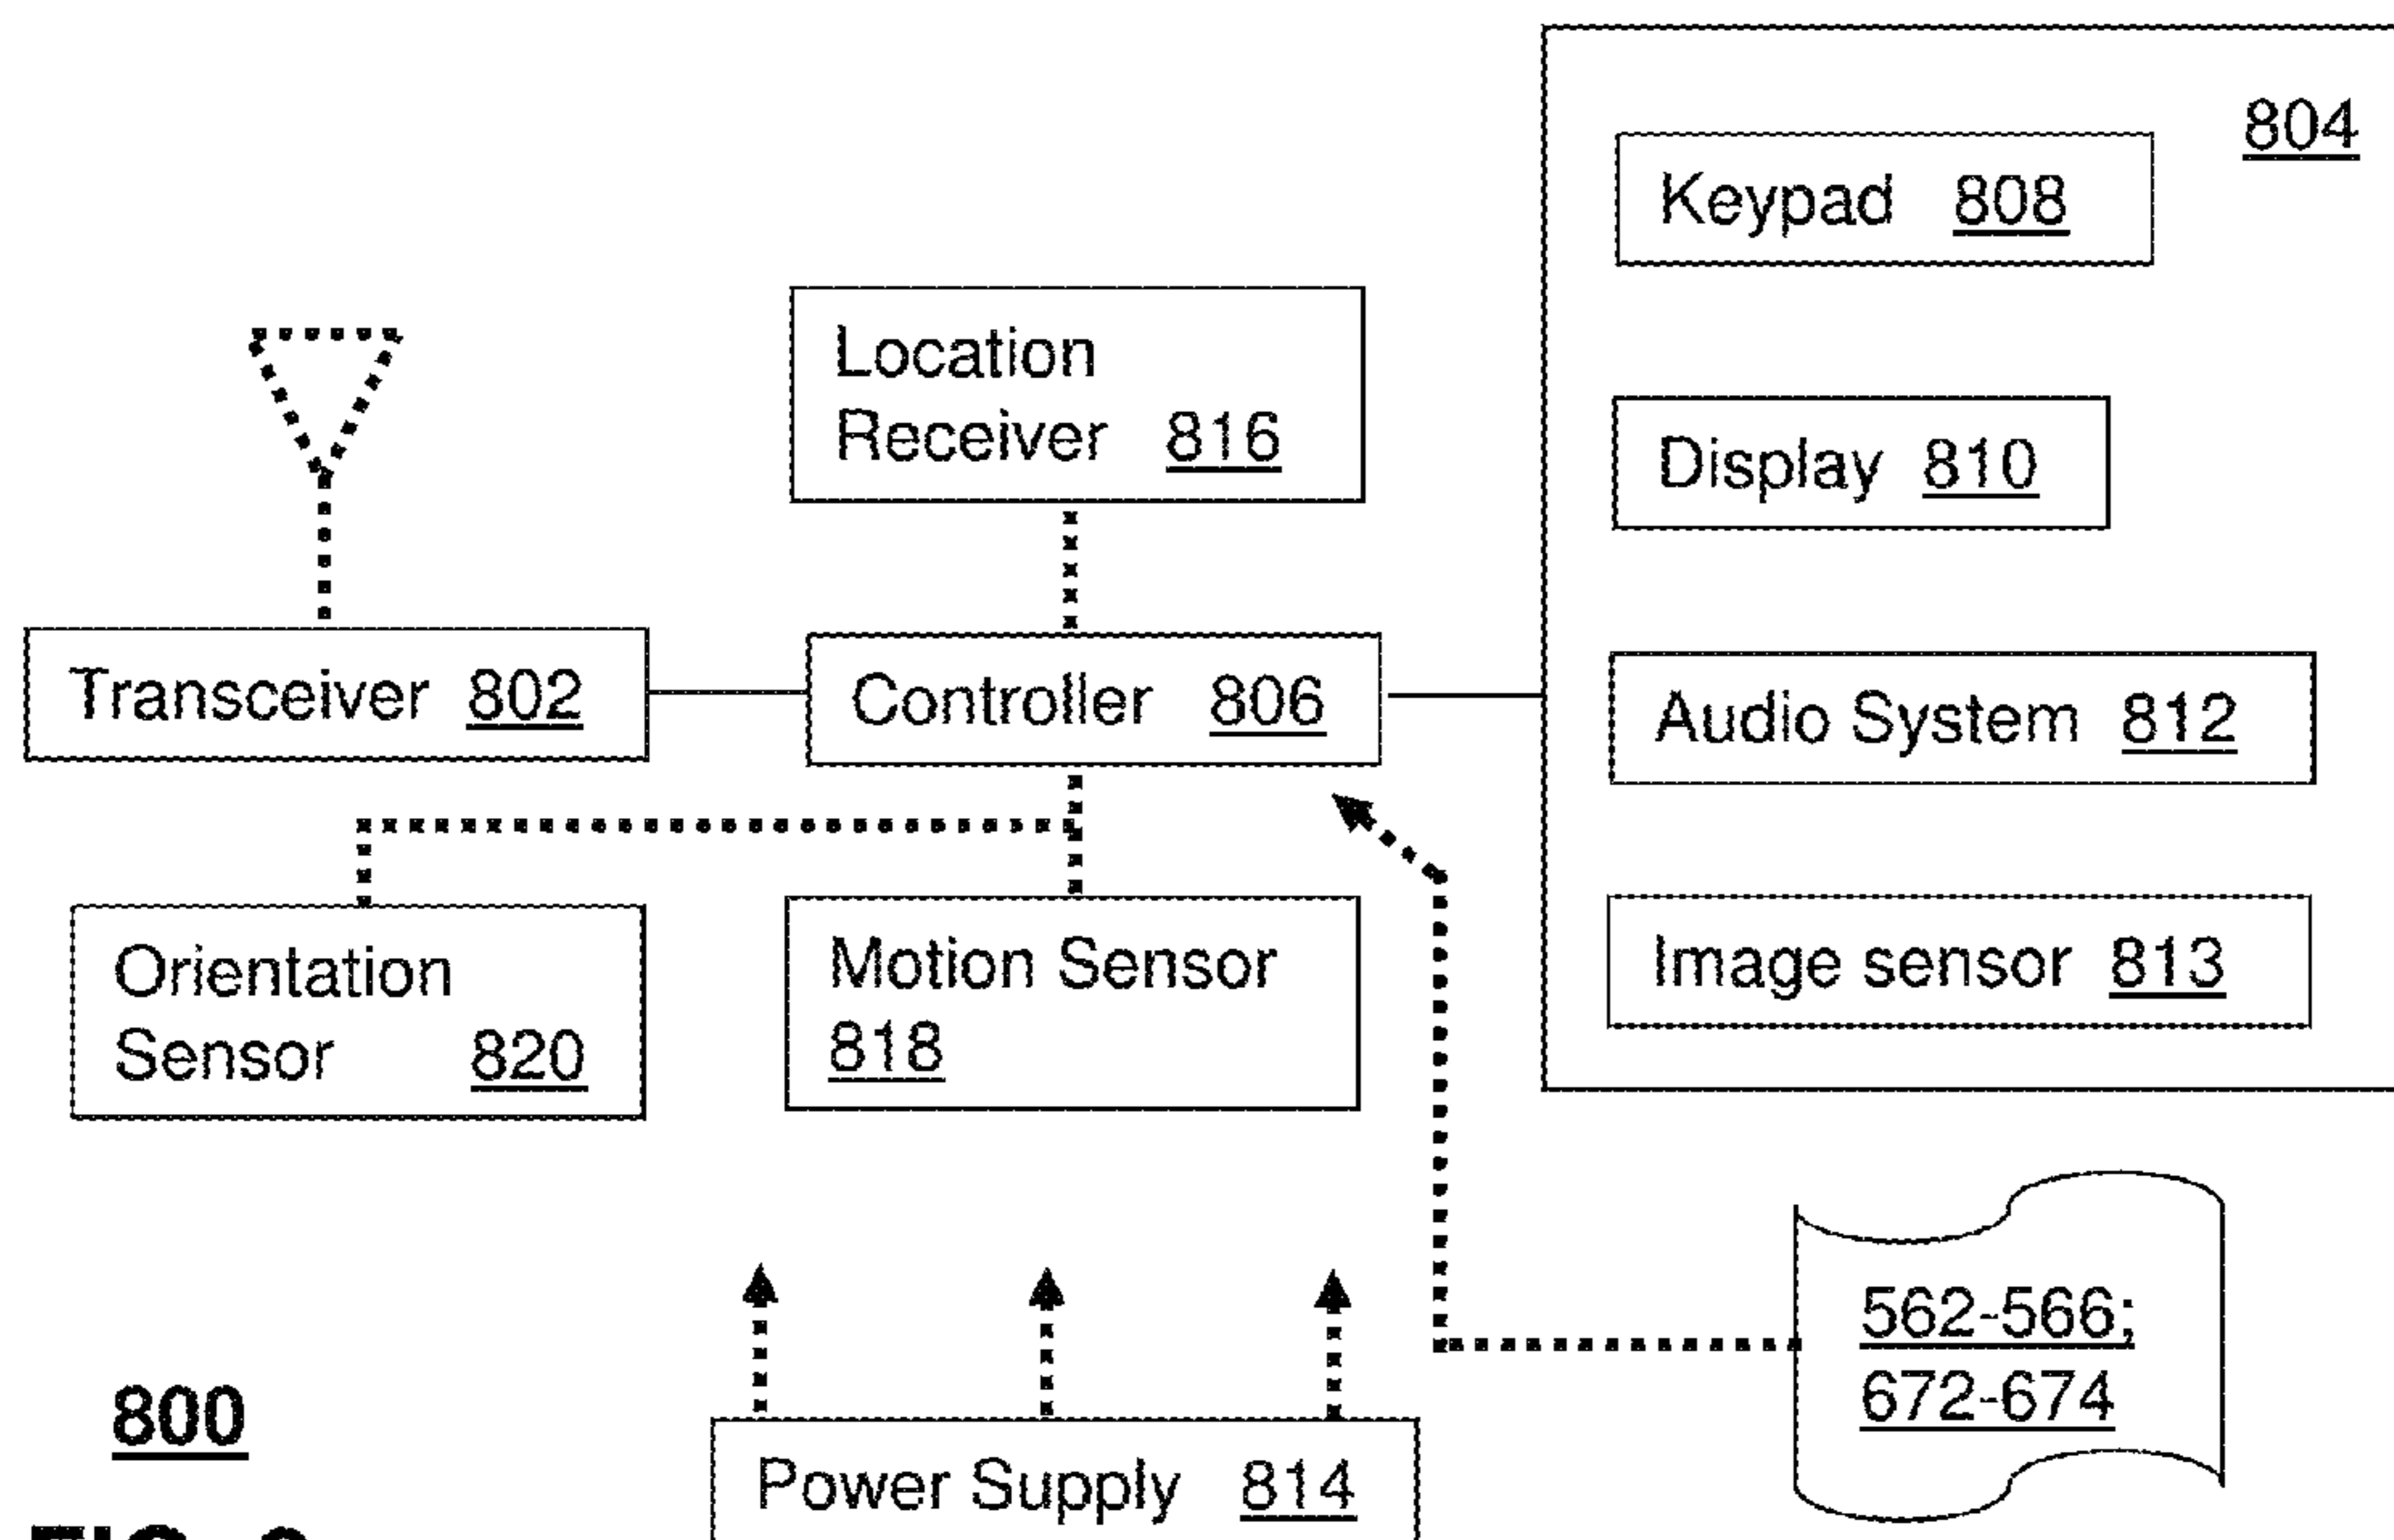 804
Keypad 808
Location
Receiver 816
Display 810
Transceiver 802
Controller 806
Audio System 812
Orientation
Sensor 820
Motion Sensor
818
Image sensor 813
562-566;
672-674
800
Power Supply 814